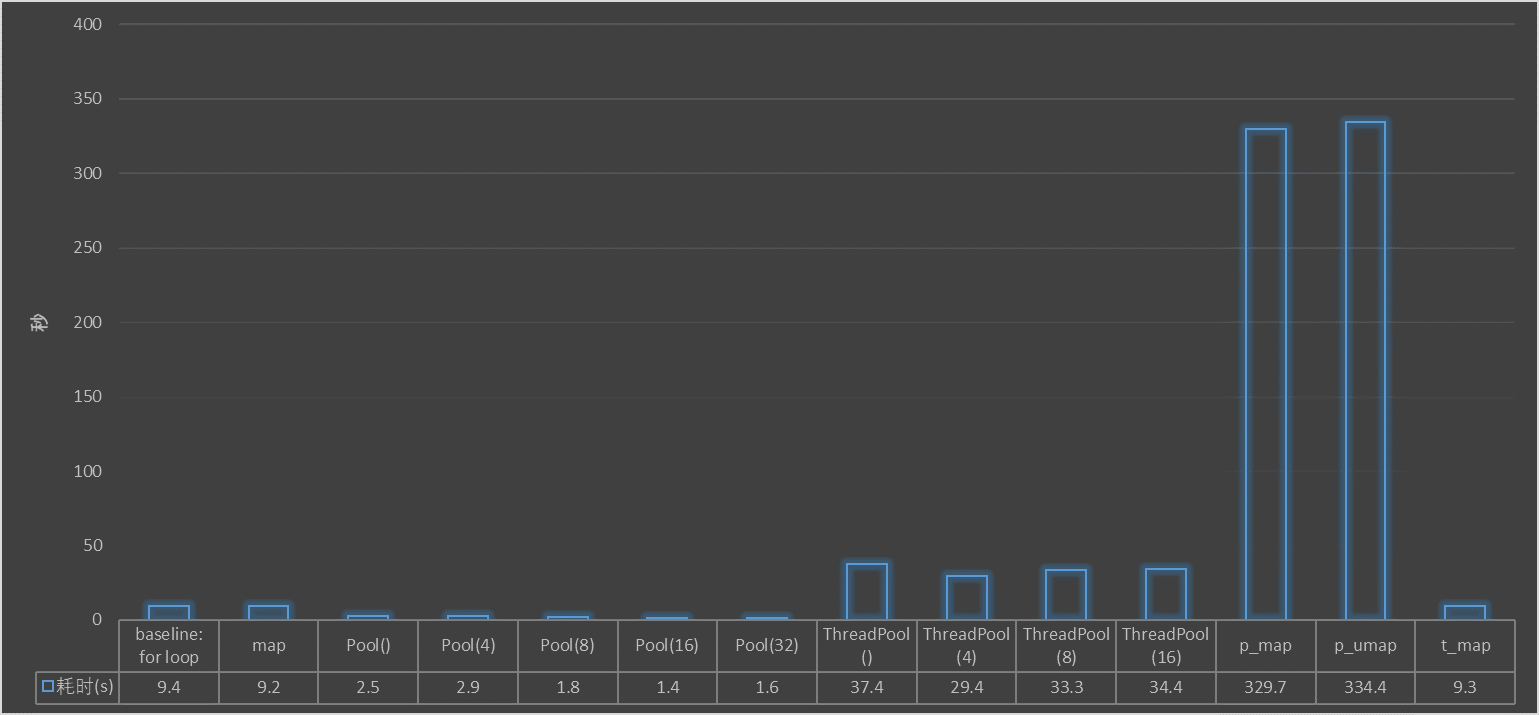 400
350
300
250
200
150
100
50
0
秒
baseline: for loop
map
Pool()
Pool(4)
Pool(8)
Pool(16)
Pool(32)
ThreadPool ()
ThreadPool (4)
ThreadPool (8)
ThreadPool (16)
p_map
p_umap
t_map
耗时(s) 9.4 9.2 2.5 2.9 1.8 1.4 1.6 37.4 29.4 33.3 34.4 329.7 334.4 9.3